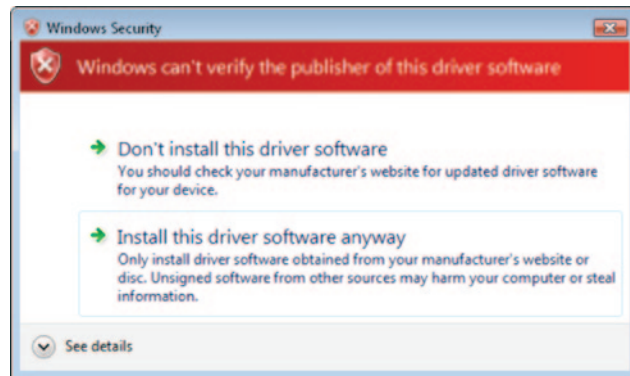 Windows Security
Windows can't verify the publisher of this driver software
Don't install this driver software
You should check your manufacturer's website for updated driver software
for your device.
Install this driver software anyway
Only install driver software obtained from your manufacturer's website or
disc. Unsigned software from other sources may harm your computer or steal
information.
See details